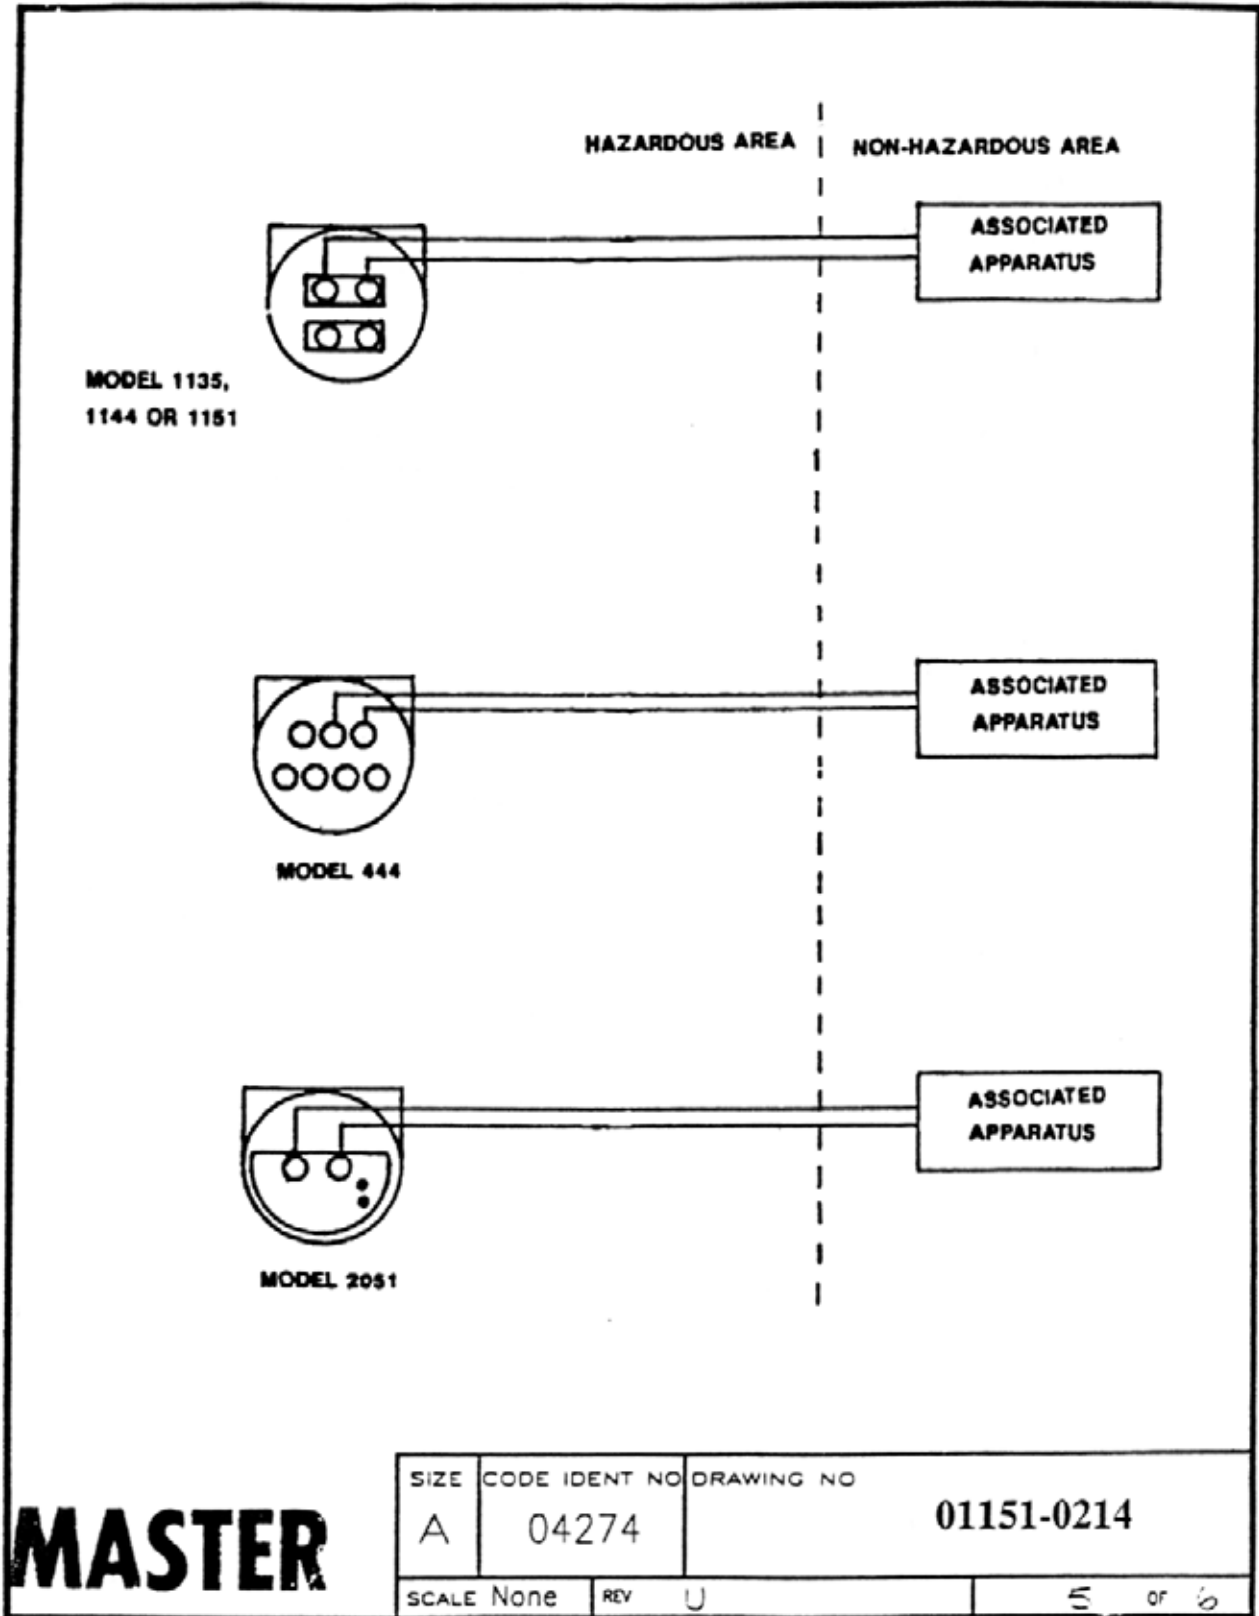 HAZARDOUS AREA
NON-HAZARDOUS AREA
ASSOCIATED
APPARATUS
MODEL 1135,
1144 OR 1151
ASSOCIATED
APPARATUS
MODEL 444
ASSOCIATED
APPARATUS
MODEL 2051
MASTER
SIZE
A
CODE IDENT NO
04274
DRAWING NO
01151-0214
SCALE None
REV U
5 OF 6